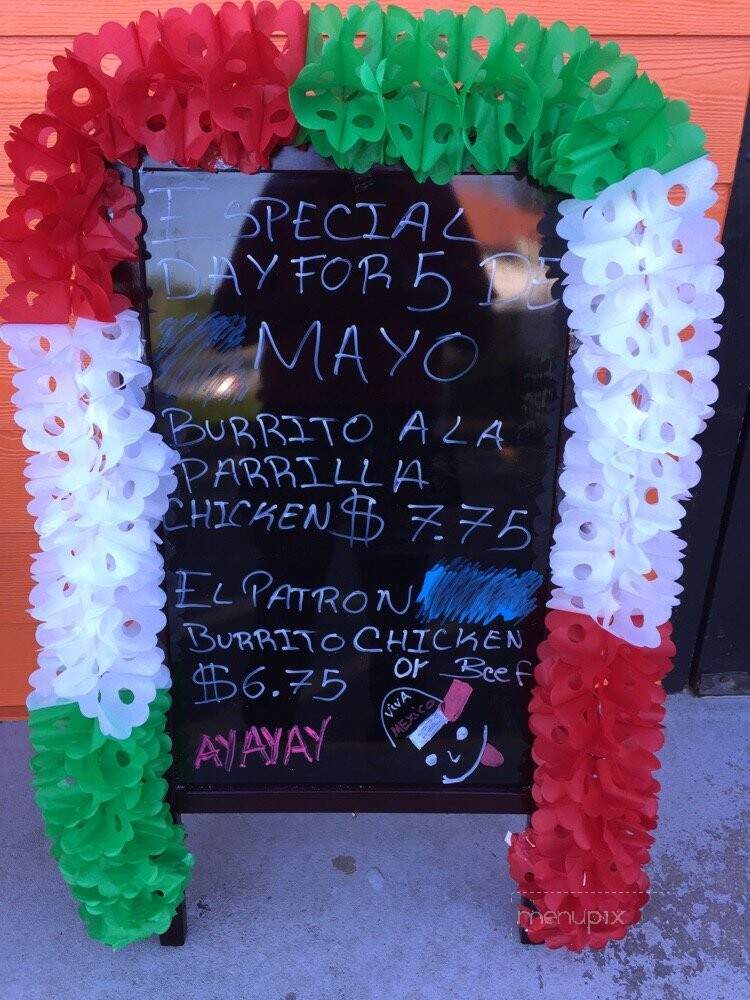 I SPECIAL
DAY FOR 5 DE
MAYO
BURRITO A LA
PARRILLA
CHICKEN $ 7.75
EL PATRON
BURRITO CHICKEN
or Beef
$6.75
AYAYAY
VIVA
MEXICO
menupix